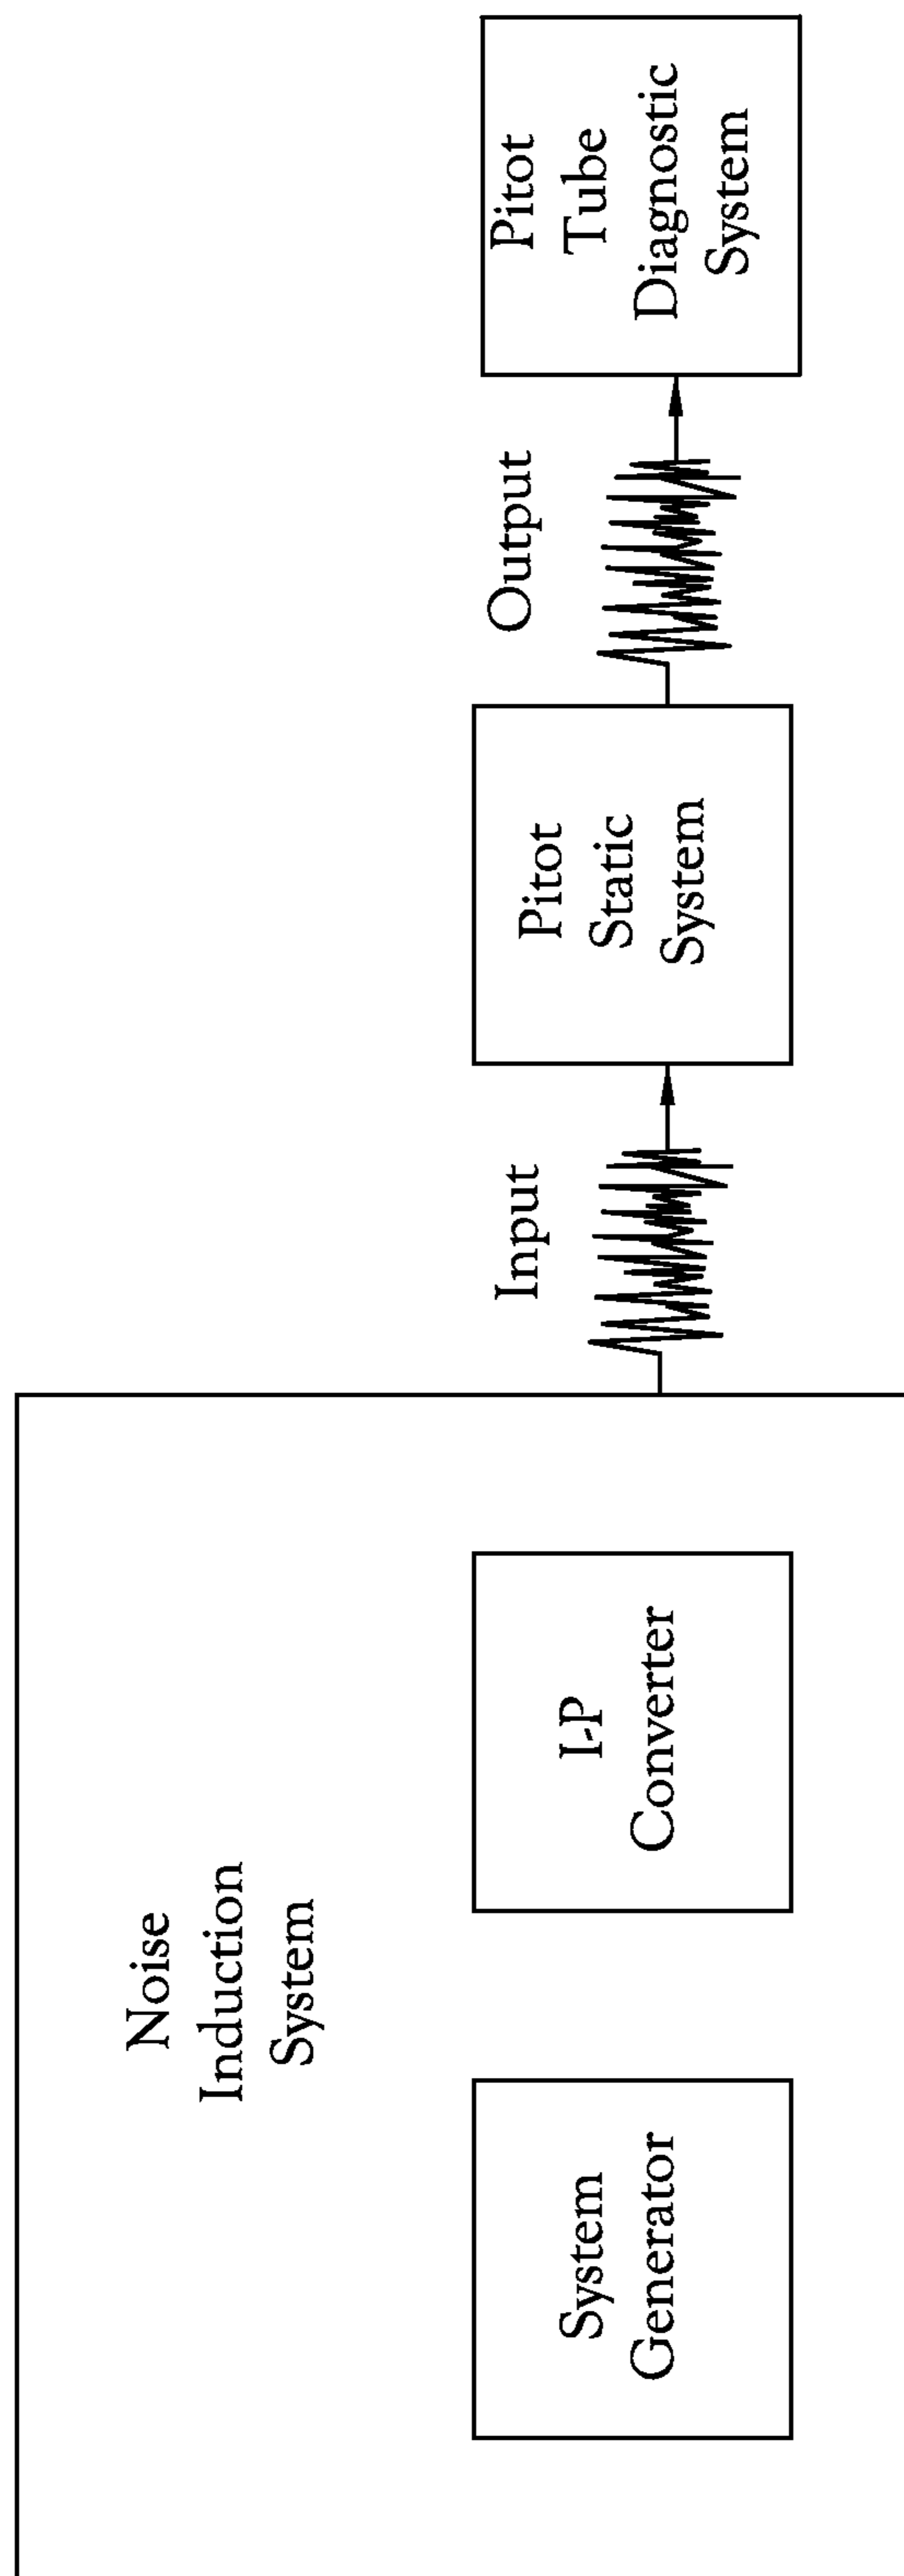 Noise
Induction
System
System
Generator
I-P
Converter
Input
Pitot
Static
System
Output
Pitot
Tube
Diagnostic
System